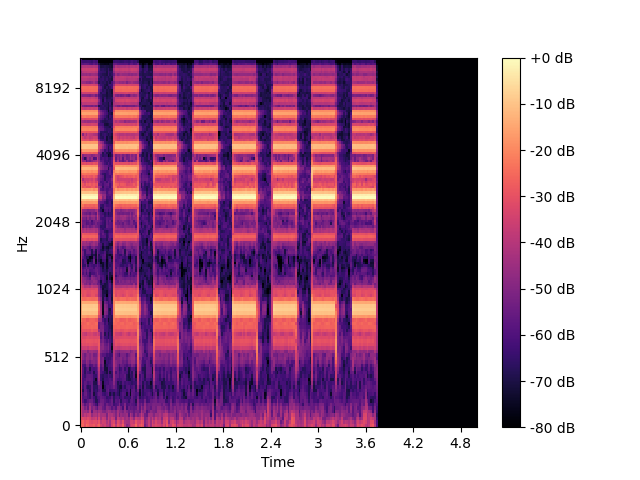 8192
4096
2048
1024
512
0
Hz
0 0.6 1.2 1.8 2.4 3 3.6 4.2 4.8
Time
+0 dB
-10 dB
-20 dB
-30 dB
-40 dB
-50 dB
-60 dB
-70 dB
-80 dB